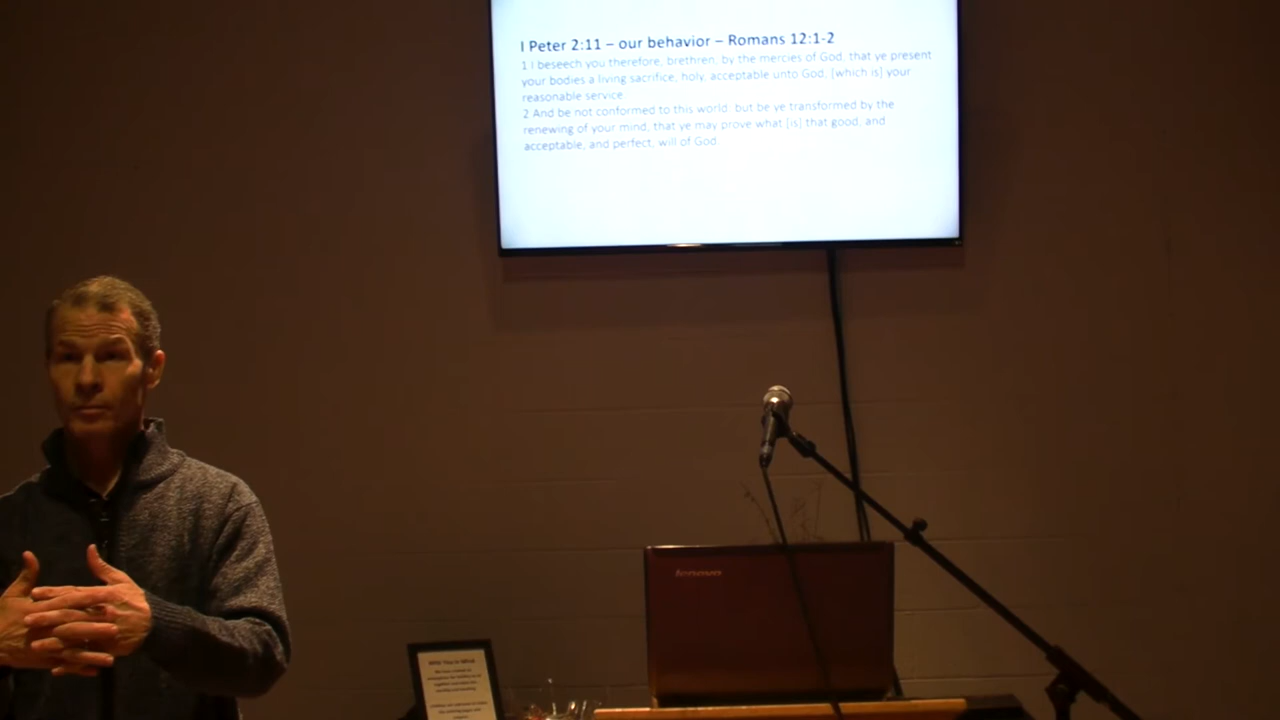 I Peter 2:11 – our behavior – Romans 12:1-2
1 I beseech you therefore, brethren, by the mercies of God, that ye present
your bodies a living sacrifice, holy, acceptable unto God, [which is] your
reasonable service.
2 And be not conformed to this world: but be ye transformed by the
renewing of your mind, that ye may prove what [is] that good, and
acceptable, and perfect, will of God.
lenovo